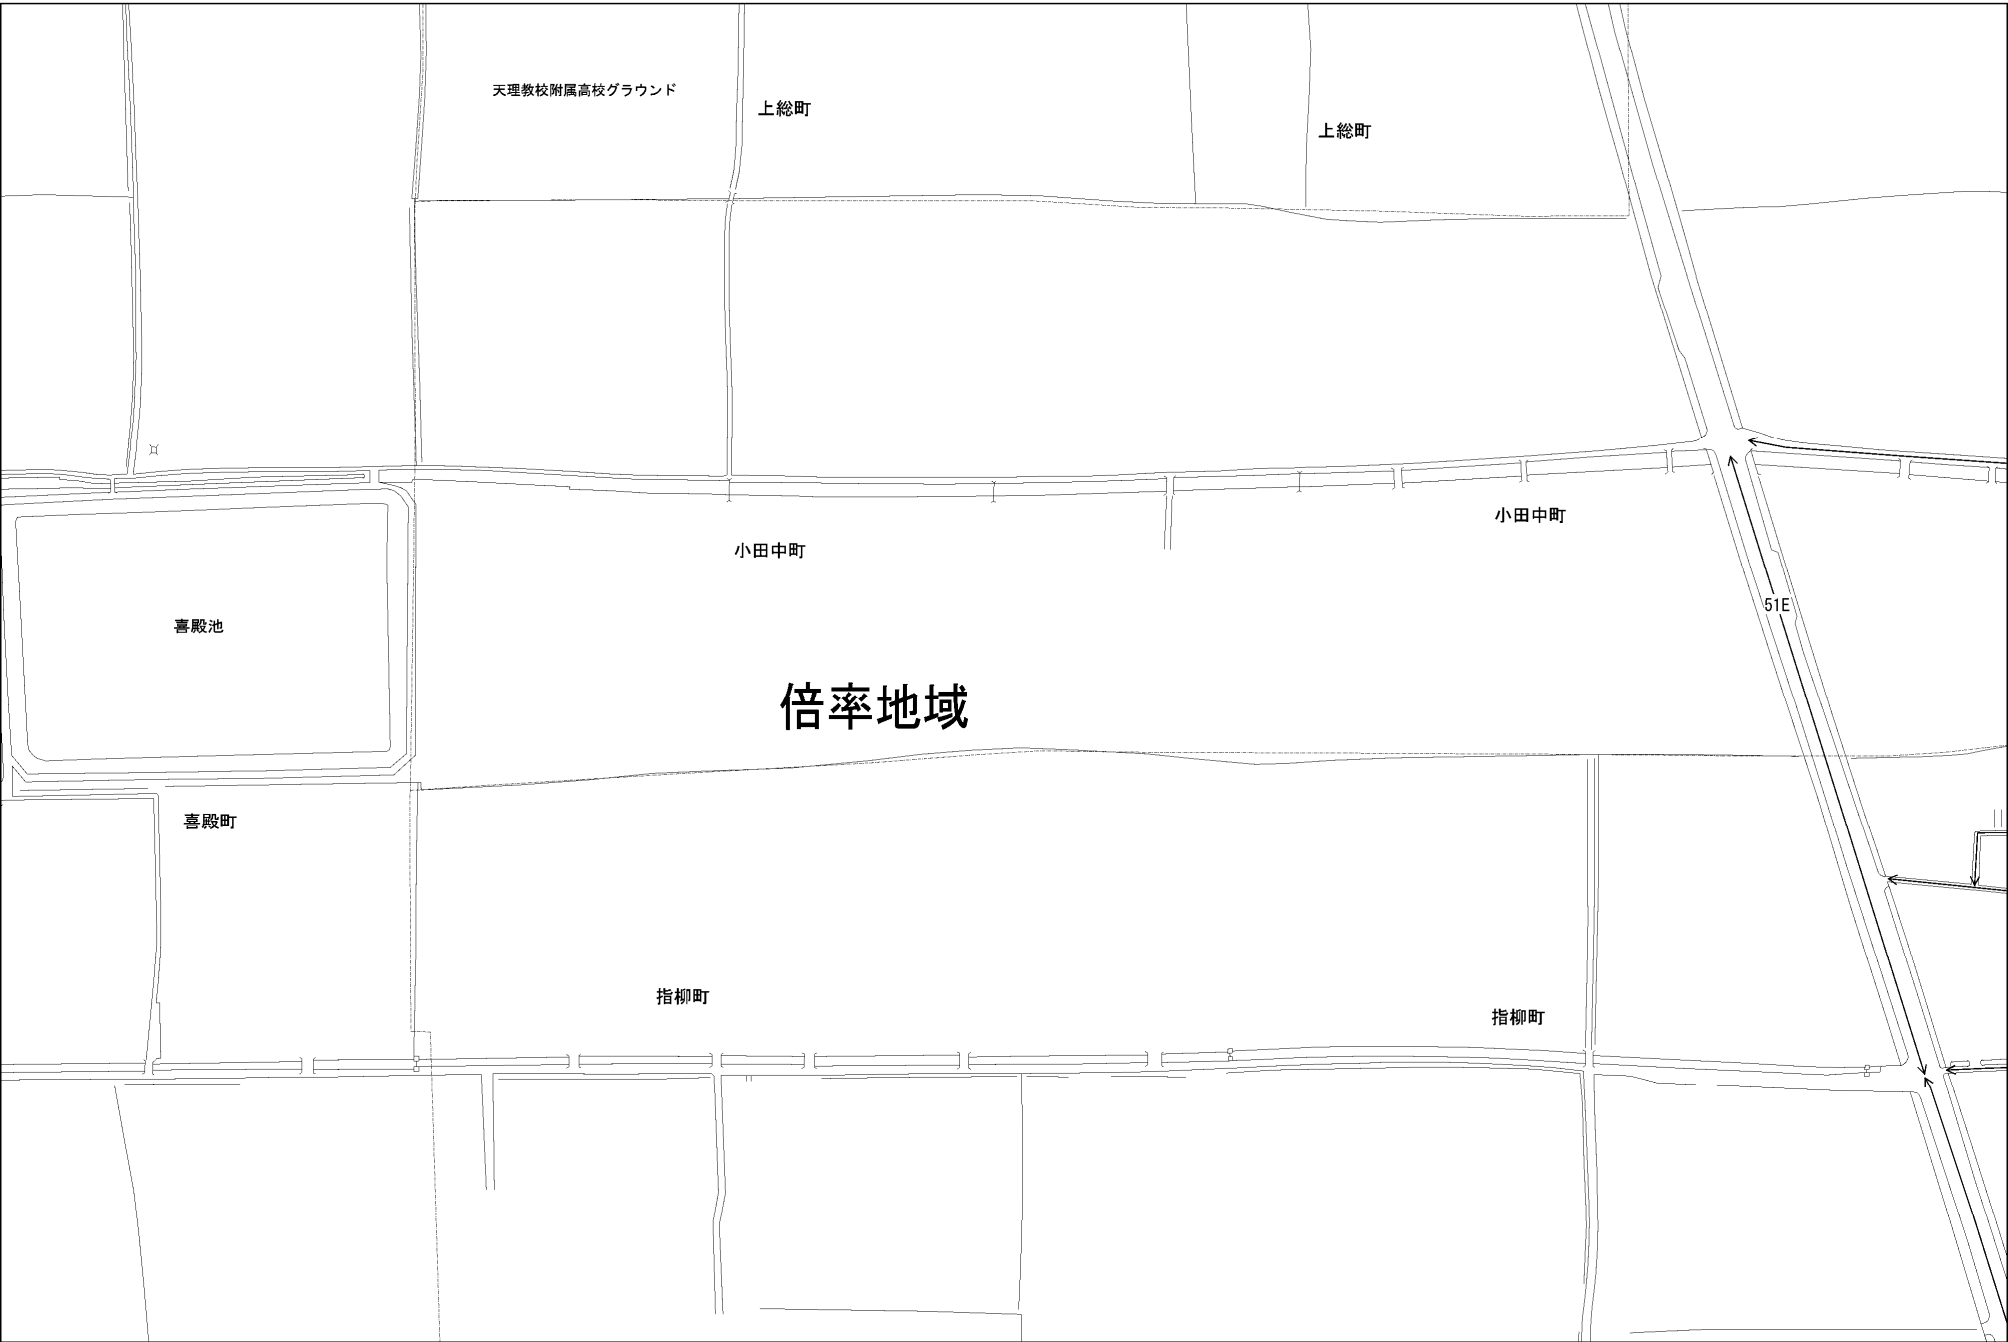 天理教校附属高校グラウンド
上総町
上総町
小田中町
小田中町
51E
喜殿池
倍率地域
喜殿町
指柳町
指柳町